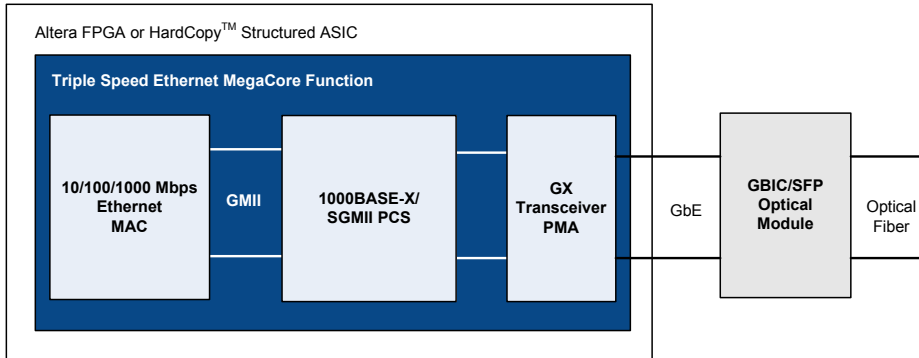 Altera FPGA or HardCopy™ Structured ASIC
Triple Speed Ethernet MegaCore Function
10/100/1000 Mbps
Ethernet
MAC
GMII
1000BASE-X/
SGMII PCS
GX
Transceiver
PMA
GbE
GBIC/SFP
Optical
Module
Optical
Fiber